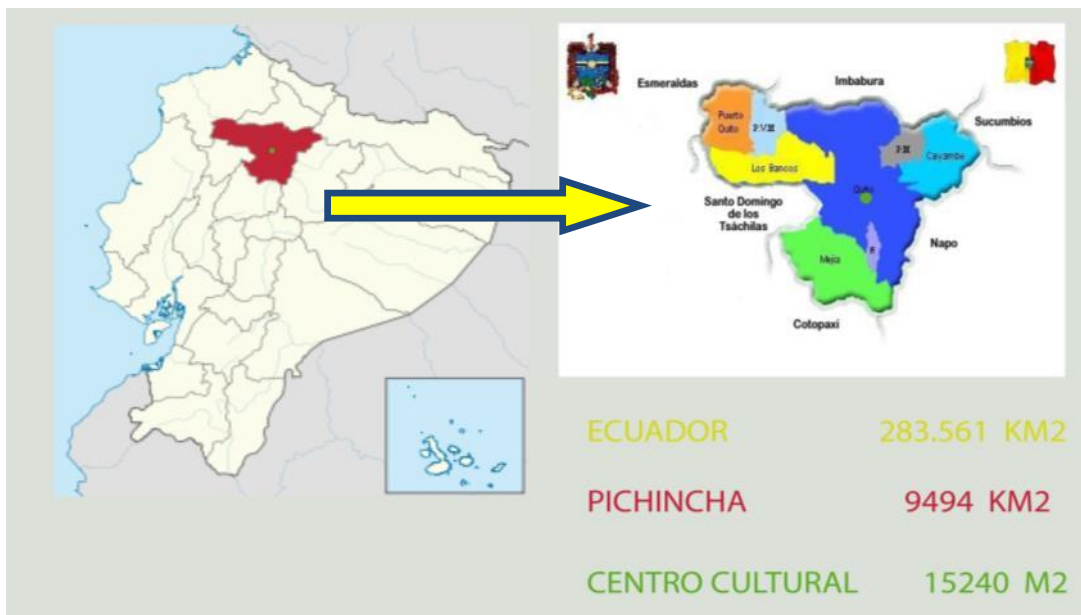 Esmeraldas
Imbabura
Sucumbios
Puerto
Quito
P.V.M
P.M
Cayambe
Los Bancos
Quito
Santo Domingo
de los
Tsáchilas
Napo
R
Mejía
Cotopaxi
ECUADOR 283.561 KM2
PICHINCHA 9494 KM2
CENTRO CULTURAL 15240 M2